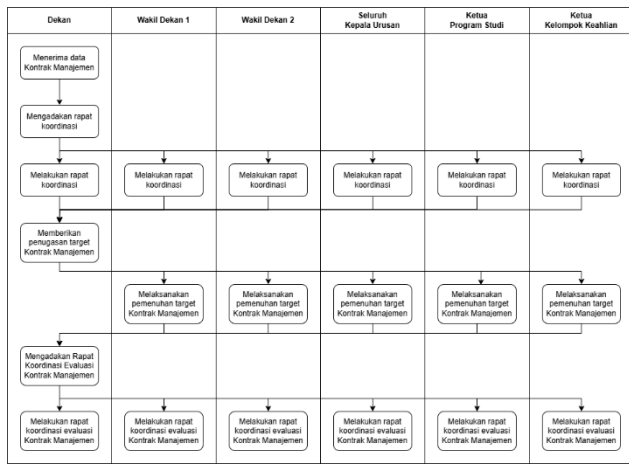 Dekan
Wakil Dekan 1
Wakil Dekan 2
Seluruh
Kepala Urusan
Ketua
Program Studi
Ketua
Kelompok Keahlian
Menerima data
Kontrak Manajemen
Mengadakan rapat
koordinasi
Melakukan rapat
koordinasi
Melakukan rapat
koordinasi
Melakukan rapat
koordinasi
Melakukan rapat
koordinasi
Melakukan rapat
koordinasi
Melakukan rapat
koordinasi
Memberikan
penugasan target
Kontrak Manajemen
Melaksanakan
pemenuhan target
Kontrak Manajemen
Melaksanakan
pemenuhan target
Kontrak Manajemen
Melaksanakan
pemenuhan target
Kontrak Manajemen
Melaksanakan
pemenuhan target
Kontrak Manajemen
Melaksanakan
pemenuhan target
Kontrak Manajemen
Mengadakan Rapat
Koordinasi Evaluasi
Kontrak Manajemen
Melakukan rapat
koordinasi evaluasi
Kontrak Manajemen
Melakukan rapat
koordinasi evaluasi
Kontrak Manajemen
Melakukan rapat
koordinasi evaluasi
Kontrak Manajemen
Melakukan rapat
koordinasi evaluasi
Kontrak Manajemen
Melakukan rapat
koordinasi evaluasi
Kontrak Manajemen
Melakukan rapat
koordinasi evaluasi
Kontrak Manajemen